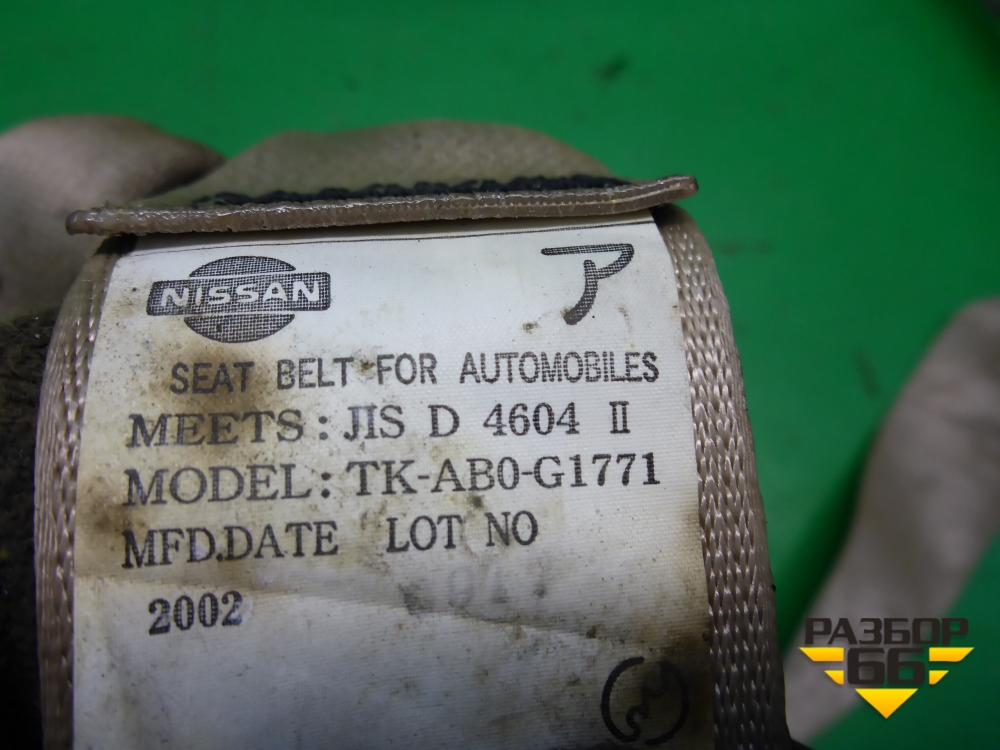 NISSAN
SEAT BELT FOR AUTOMOBILES
MEETS: JIS D 4604 II
MODEL: TK-AB0-G1771
MFD.DATE LOT NO
2002
РАЗБОР
66